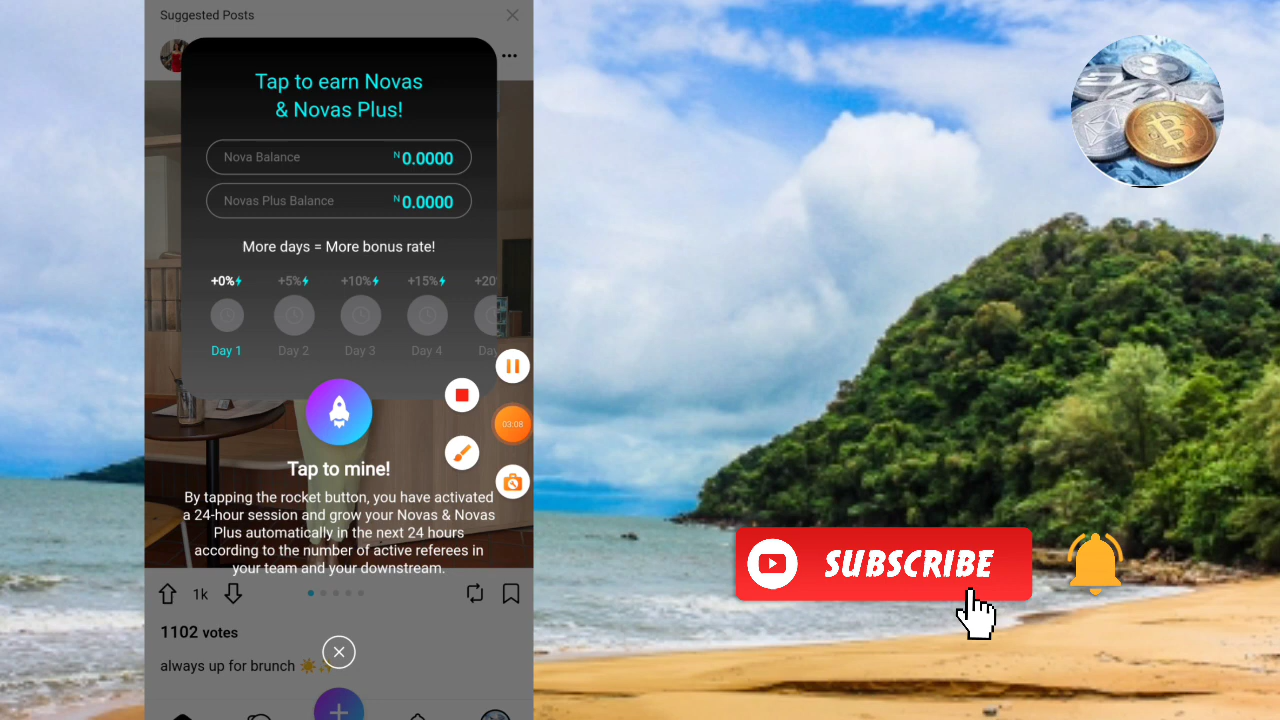 Suggested Posts
Tap to earn Novas
& Novas Plus!
Nova Balance
N0.0000
Novas Plus Balance
N0.0000
More days = More bonus rate!
+0% +5% +10% +15% +20
Day 1 Day 2 Day 3 Day 4 Day
03:08
Tap to mine!
By tapping the rocket button, you have activated
a 24-hour session and grow your Novas & Novas
Plus automatically in the next 24 hours
according to the number of active referees in
your team and your downstream.
1k
1102 votes
always up for brunch ☀️✨
SUBSCRIBE